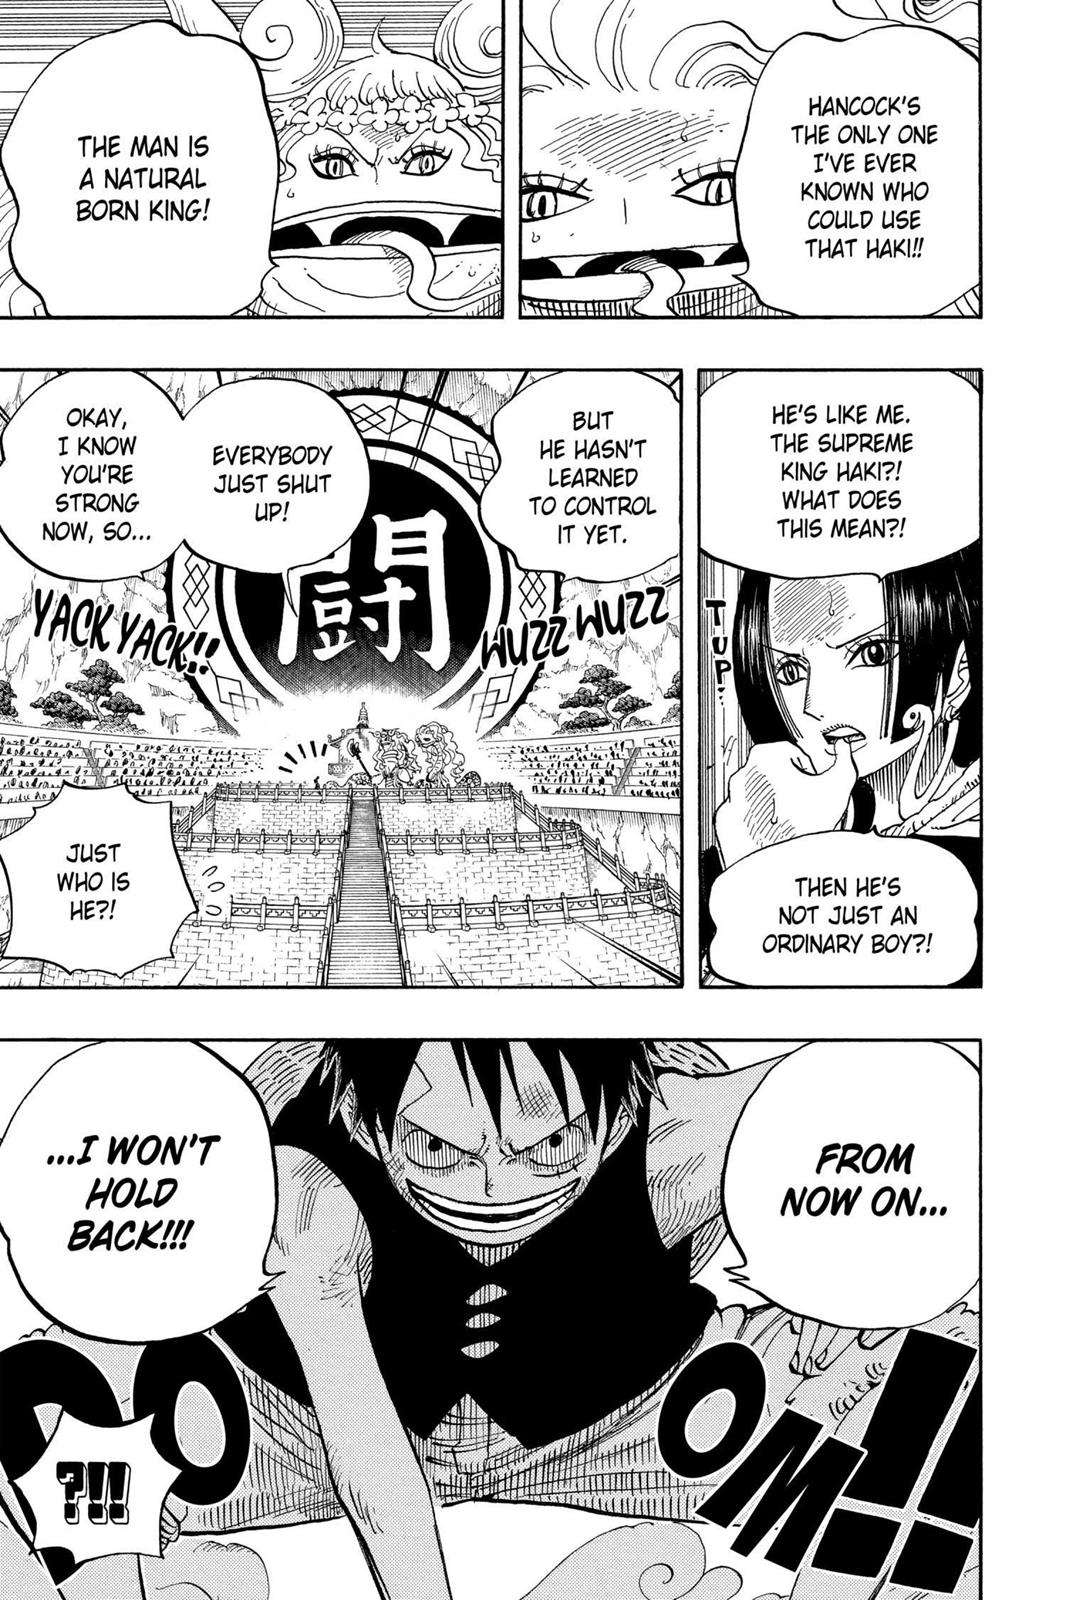 HANCOCK'S
THE ONLY ONE
I'VE EVER
KNOWN WHO
COULD USE
THAT HAKI!!
THE MAN IS
A NATURAL
BORN KING!
HE'S LIKE ME.
THE SUPREME
KING HAKI?!
WHAT DOES
THIS MEAN?!
TUP..
THEN HE'S
NOT JUST AN
ORDINARY BOY?!
BUT
HE HASN'T
LEARNED
TO CONTROL
IT YET.
WUZZ WUZZ
EVERYBODY
JUST SHUT
UP!
闘
OKAY,
I KNOW
YOU'RE
STRONG
NOW, SO...
YACK YACK!!
JUST
WHO IS
HE?!
FROM
NOW ON...
...I WON'T
HOLD
BACK!!!
DOOOM!!
?!!